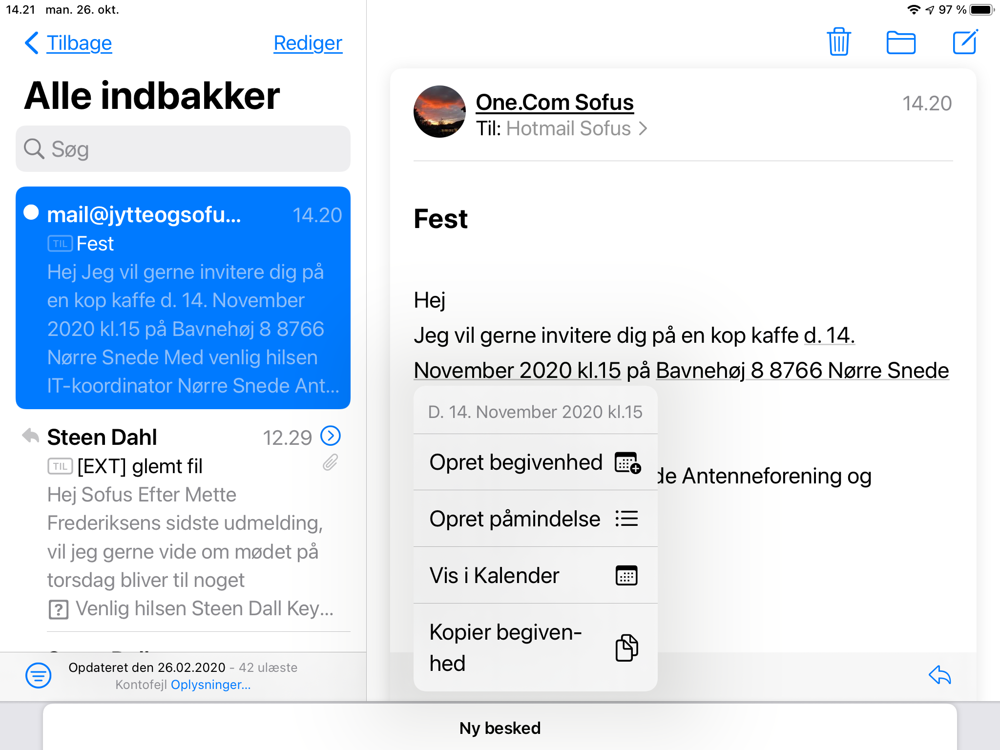 14.21 man. 26. okt.
97 %
Tilbage
Rediger
Alle indbakker
Søg
mail@jytteogsofu... 14.20
TIL Fest
Hej Jeg vil gerne invitere dig på
en kop kaffe d. 14. November
2020 kl.15 på Bavnehøj 8 8766
Nørre Snede Med venlig hilsen
IT-koordinator Nørre Snede Ant...
Steen Dahl 12.29
TIL [EXT] glemt fil
Hej Sofus Efter Mette
Frederiksens sidste udmelding,
vil jeg gerne vide om mødet på
torsdag bliver til noget
? Venlig hilsen Steen Dall Key...
Opdateret den 26.02.2020 - 42 ulæste
Kontofejl Oplysninger...
One.Com Sofus 14.20
Til: Hotmail Sofus
Fest
Hej
Jeg vil gerne invitere dig på en kop kaffe d. 14.
November 2020 kl.15 på Bavnehøj 8 8766 Nørre Snede
D. 14. November 2020 kl.15
Opret begivenhed
de Antenneforening og
Opret påmindelse
Vis i Kalender
Kopier begiven-
hed
Ny besked